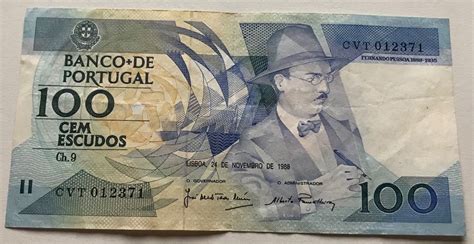 BANCO DE
PORTUGAL
100
CEM
ESCUDOS
Ch. 9
CVT 012371
FERNANDO PESSOA 1888-1935
LISBOA, 24 DE NOVEMBRO DE 1988
O GOVERNADOR
O ADMINISTRADOR
CVT 012371
100